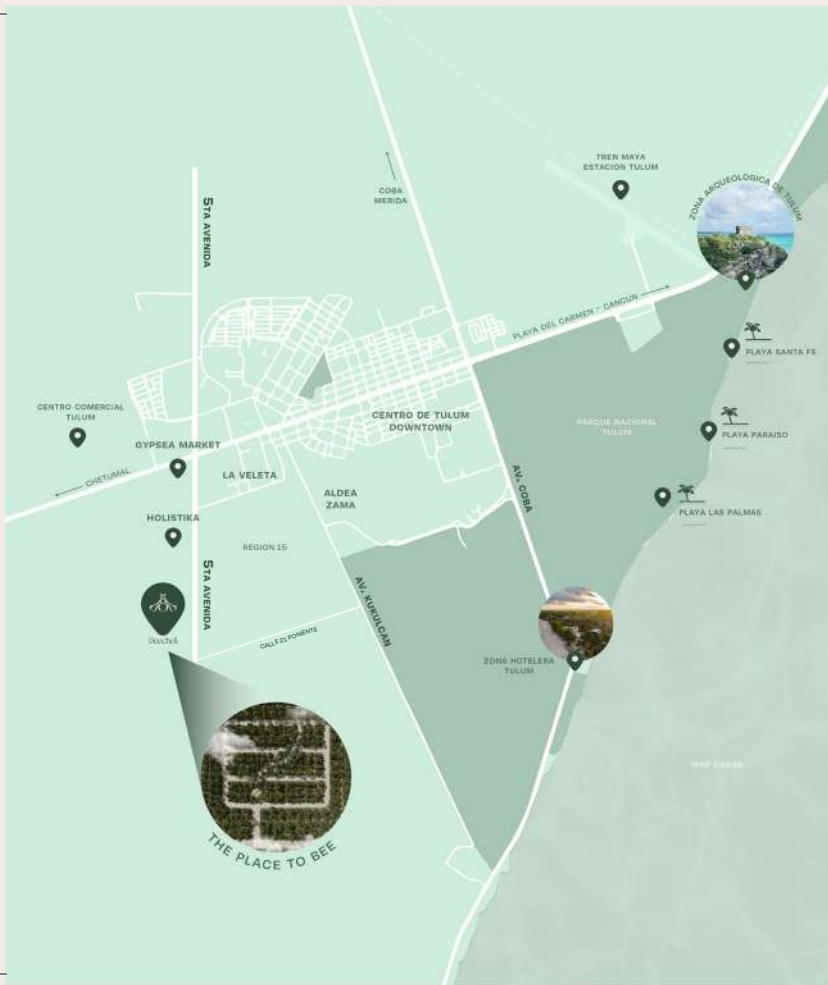 TREN MAYA
ESTACION TULUM
ZONA ARQUEOLÓGICA DE TULUM
COBA
MERIDA
5TA AVENIDA
PLAYA DEL CARMEN - CANCUN
PLAYA SANTA FE
CENTRO COMERCIAL
TULUM
CENTRO DE TULUM
DOWNTOWN
PARQUE NACIONAL
TULUM
PLAYA PARAISO
GYPSEA MARKET
CHETUMAL
LA VELETA
ALDEA
ZAMA
AV. COBA
PLAYA LAS PALMAS
HOLISTIKA
REGION 15
5TA AVENIDA
AV. KUKULCAN
CALLE 21 PONIENTE
ZONA HOTELERA
TULUM
MAR CARIBE
THE PLACE TO BEE